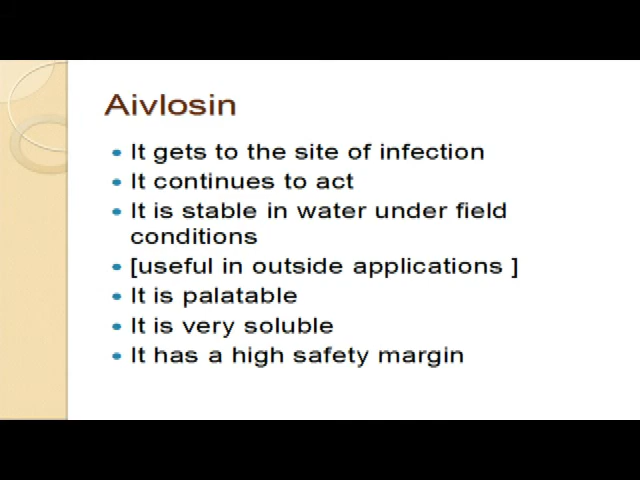 Aivlosin
It gets to the site of infection
It continues to act
It is stable in water under field
conditions
[useful in outside applications ]
It is palatable
It is very soluble
It has a high safety margin